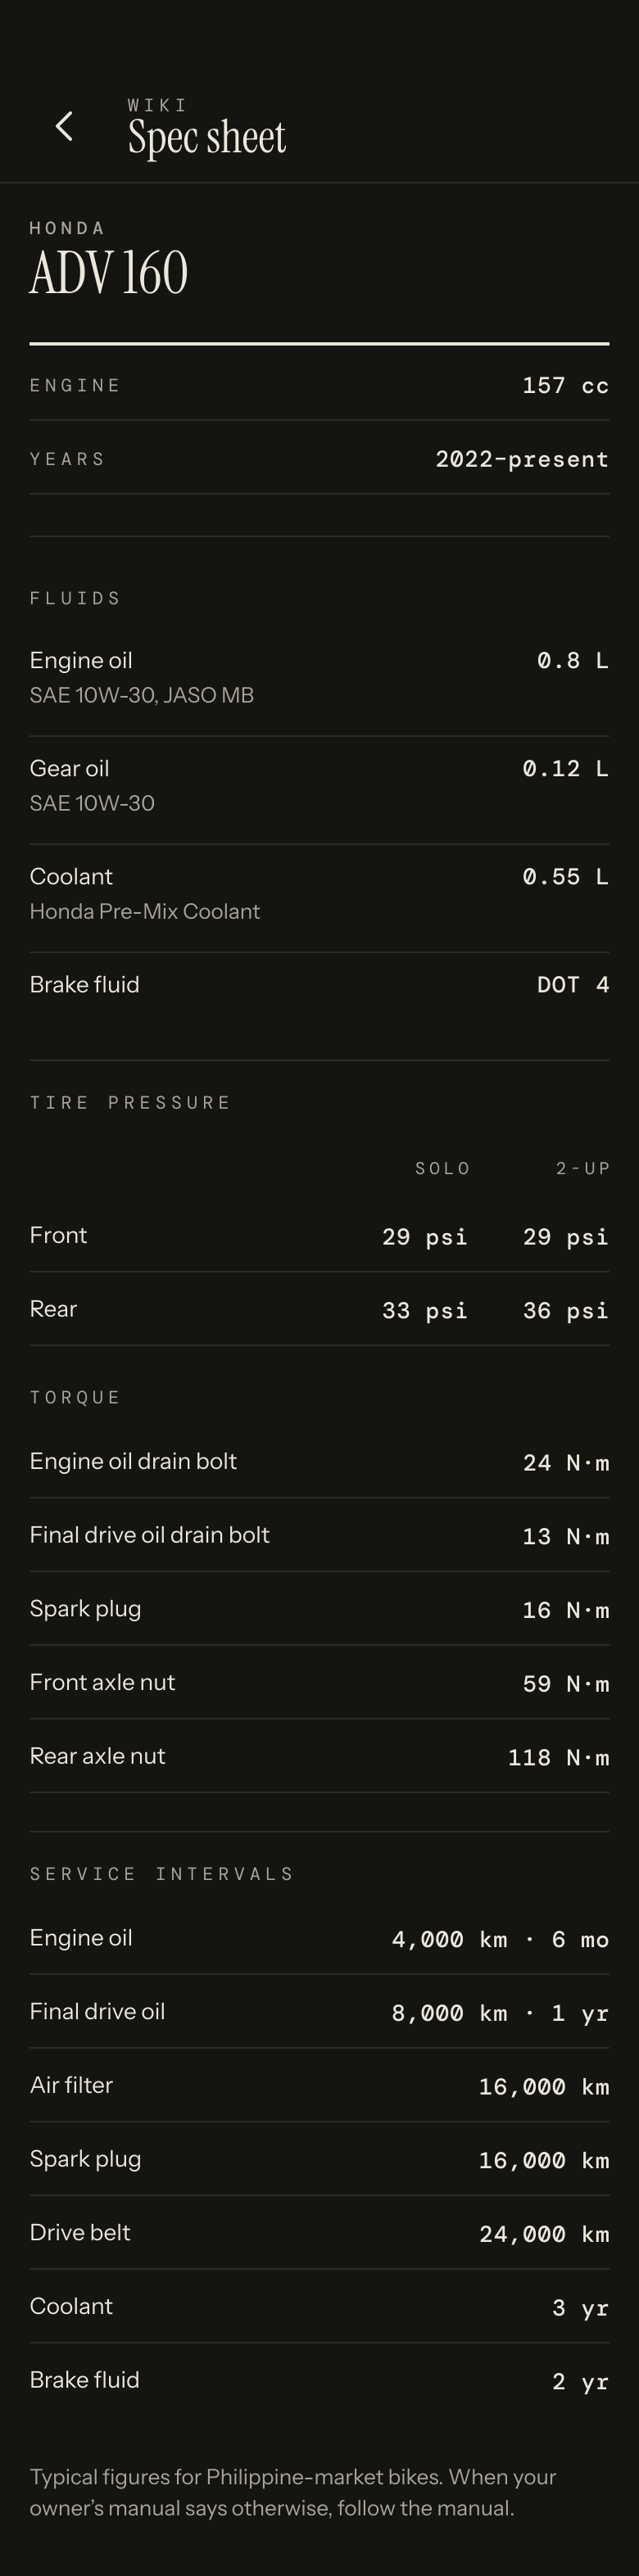 WIKI
Spec sheet
HONDA
ADV 160
ENGINE 157 cc
YEARS 2022–present
FLUIDS
Engine oil 0.8 L
SAE 10W-30, JASO MB
Gear oil 0.12 L
SAE 10W-30
Coolant 0.55 L
Honda Pre-Mix Coolant
Brake fluid DOT 4
TIRE PRESSURE
SOLO 2-UP
Front 29 psi 29 psi
Rear 33 psi 36 psi
TORQUE
Engine oil drain bolt 24 N·m
Final drive oil drain bolt 13 N·m
Spark plug 16 N·m
Front axle nut 59 N·m
Rear axle nut 118 N·m
SERVICE INTERVALS
Engine oil 4,000 km · 6 mo
Final drive oil 8,000 km · 1 yr
Air filter 16,000 km
Spark plug 16,000 km
Drive belt 24,000 km
Coolant 3 yr
Brake fluid 2 yr
Typical figures for Philippine-market bikes. When your
owner’s manual says otherwise, follow the manual.